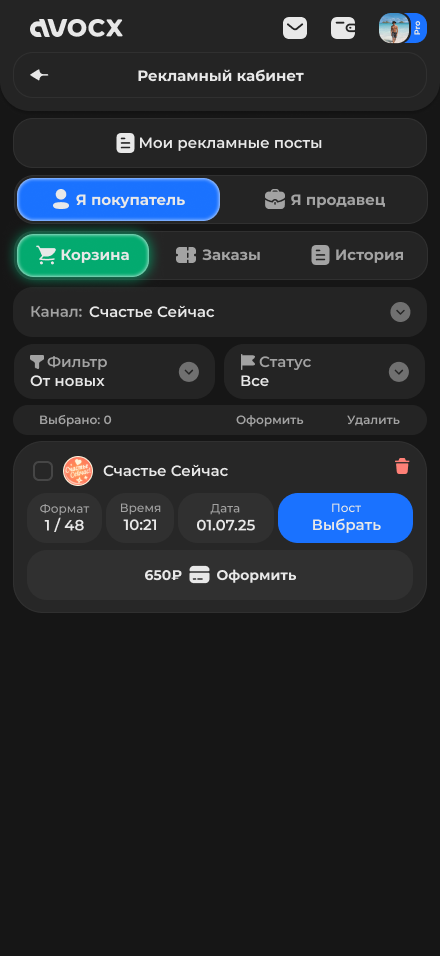 avocx
Pro
Рекламный кабинет
Мои рекламные посты
Я покупатель
Я продавец
Корзина
Заказы
История
Канал: Счастье Сейчас
Фильтр
От новых
Статус
Все
Выбрано: 0
Оформить
Удалить
Счастье Сейчас
Счастье Сейчас
Формат
1 / 48
Время
10:21
Дата
01.07.25
Пост
Выбрать
650₽ Оформить